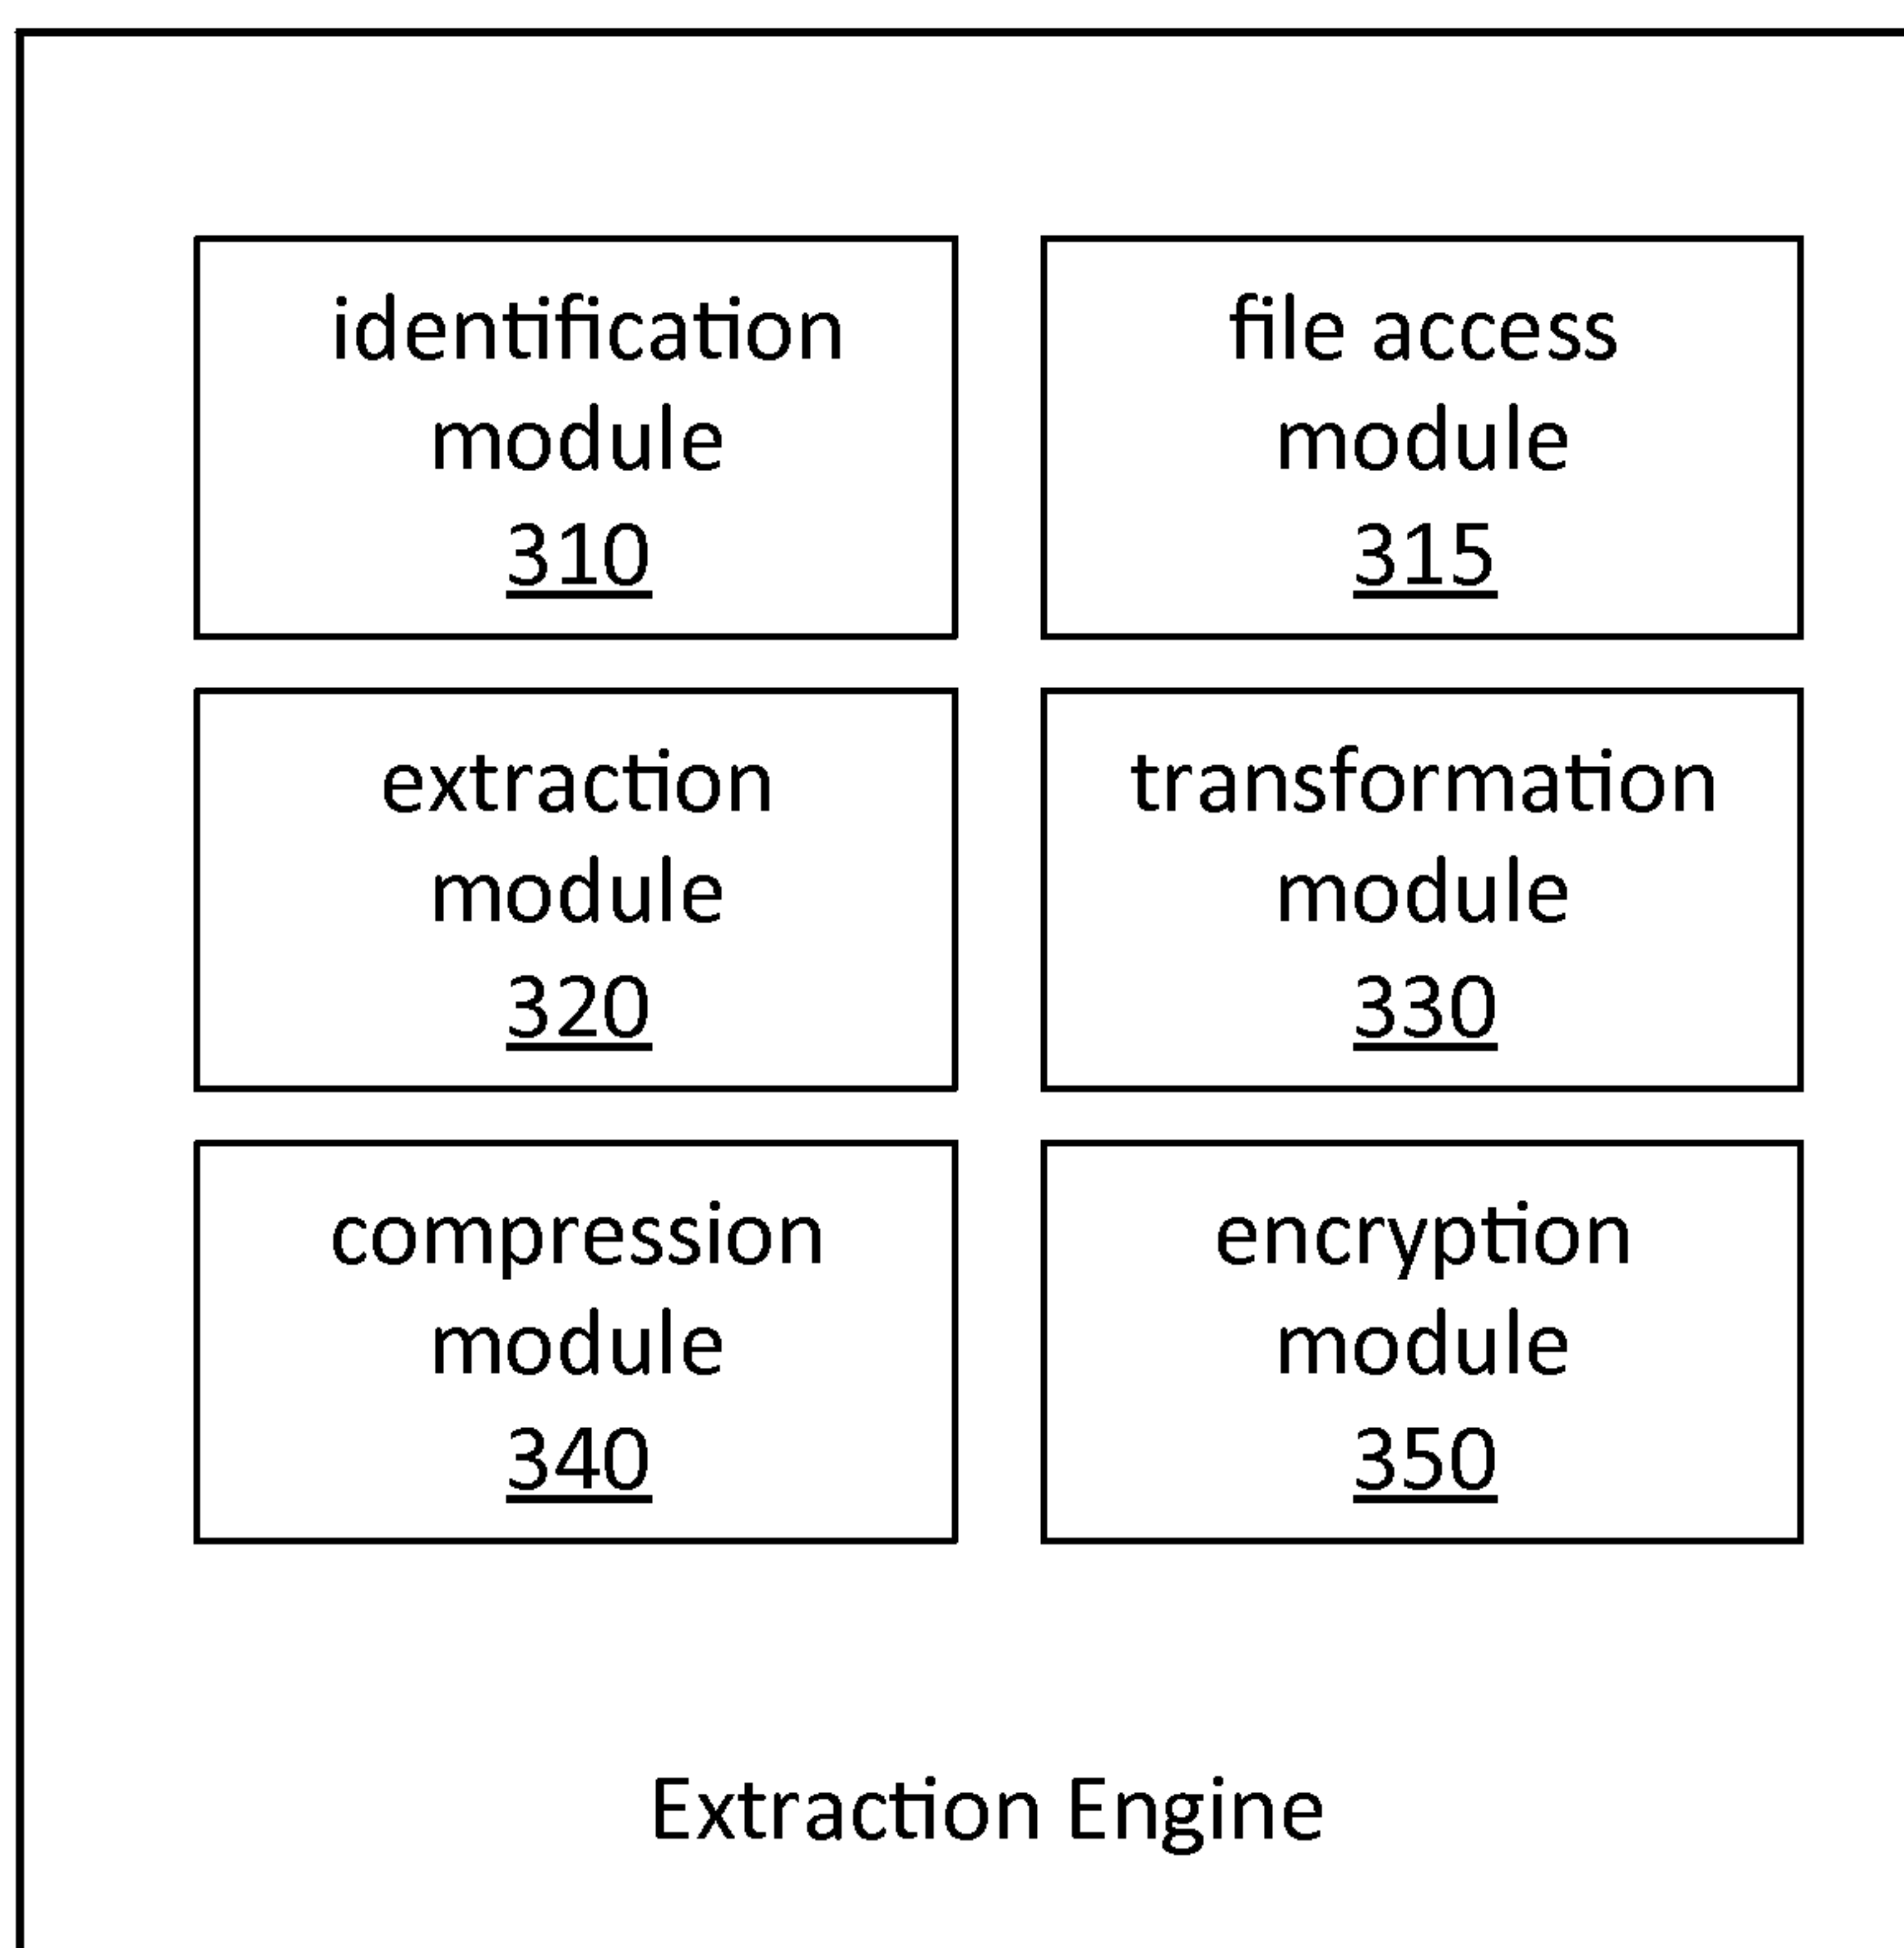 identification
module
310
file access
module
315
extraction
module
320
transformation
module
330
compression
module
340
encryption
module
350
Extraction Engine